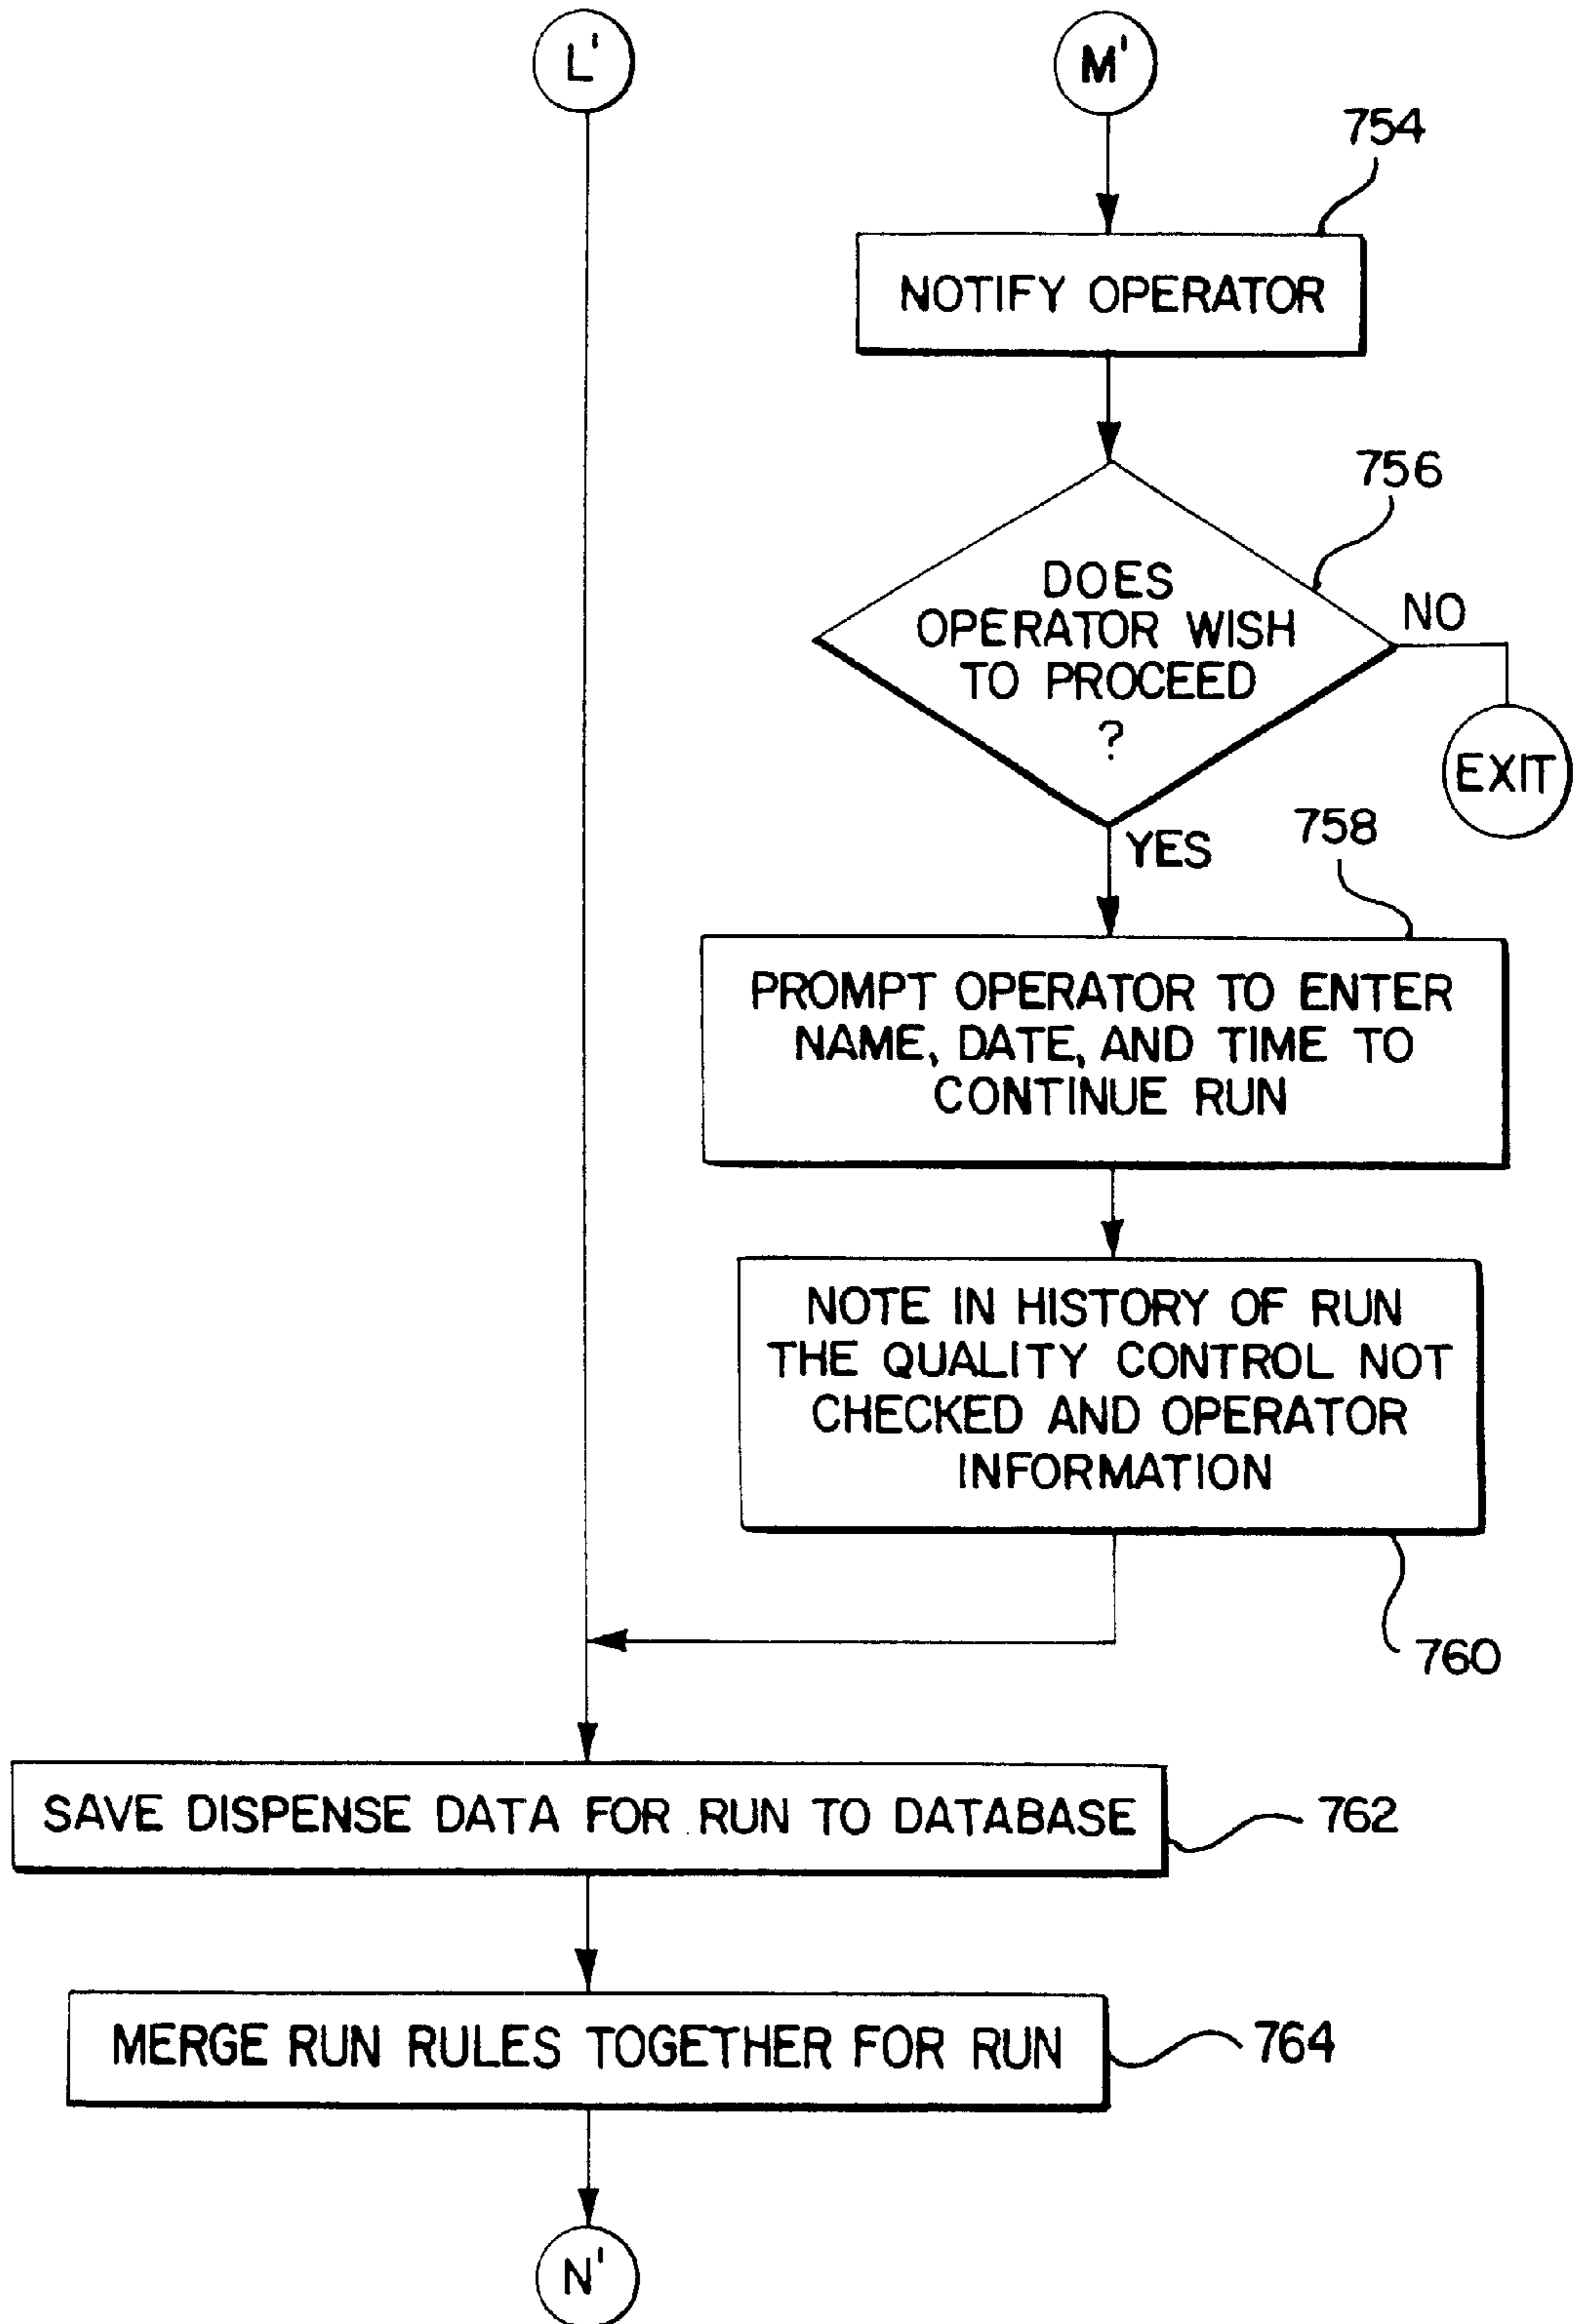 L'
M'
754
NOTIFY OPERATOR
756
DOES
OPERATOR WISH
TO PROCEED
?
NO
EXIT
YES
758
PROMPT OPERATOR TO ENTER
NAME, DATE, AND TIME TO
CONTINUE RUN
NOTE IN HISTORY OF RUN
THE QUALITY CONTROL NOT
CHECKED AND OPERATOR
INFORMATION
760
SAVE DISPENSE DATA FOR RUN TO DATABASE
762
MERGE RUN RULES TOGETHER FOR RUN
764
N'